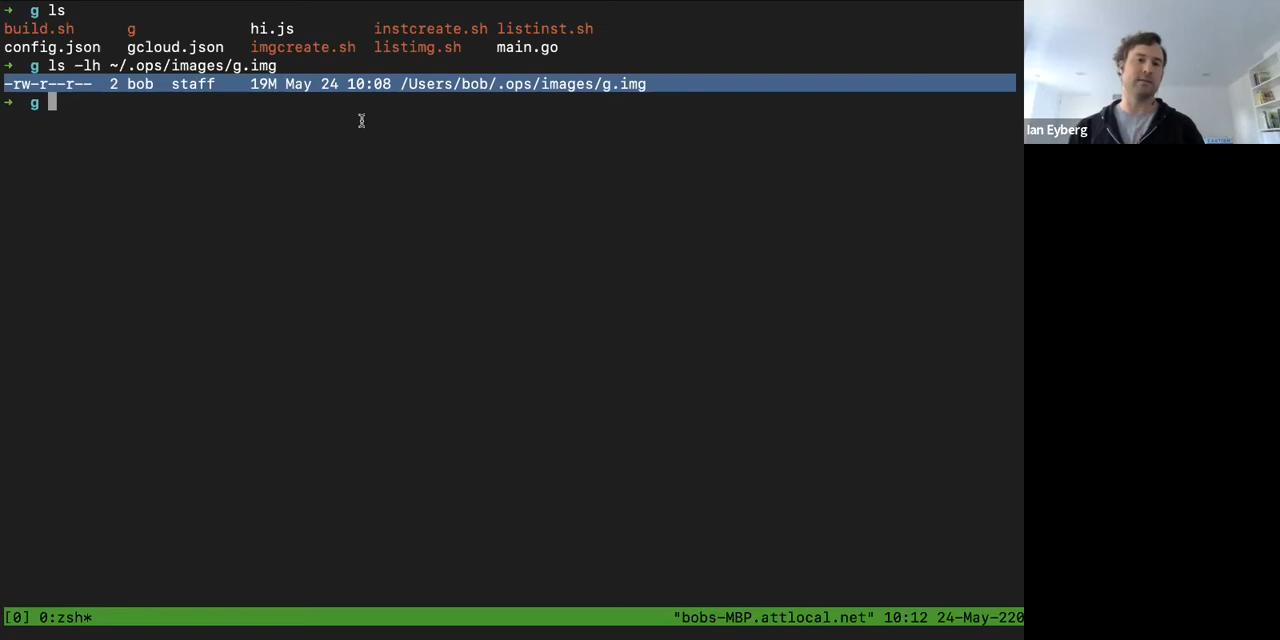 → g ls
build.sh g hi.js instcreate.sh listinst.sh
config.json gcloud.json imgcreate.sh listimg.sh main.go
→ g ls -lh ~/.ops/images/g.img
-rw-r--r-- 2 bob staff 19M May 24 10:08 /Users/bob/.ops/images/g.img
→ g
Ian Eyberg
[0] 0:zsh* "bobs-MBP.attlocal.net" 10:12 24-May-220